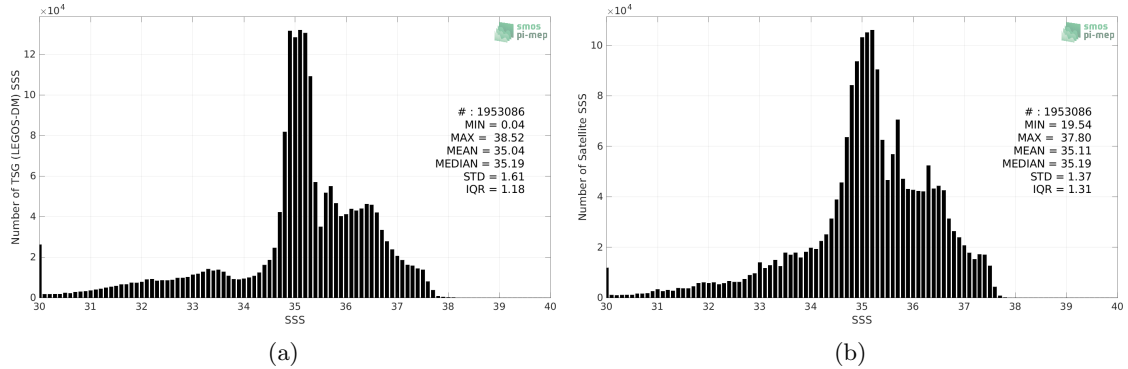 ×10⁴
smos
pi-mep
12
10
8
6
4
2
0
Number of TSG (LEGOS-DM) SSS
# : 1953086
MIN = 0.04
MAX = 38.52
MEAN = 35.04
MEDIAN = 35.19
STD = 1.61
IQR = 1.18
30 31 32 33 34 35 36 37 38 39 40
SSS
(a)
×10⁴
smos
pi-mep
10
8
6
4
2
0
Number of Satellite SSS
# : 1953086
MIN = 19.54
MAX = 37.80
MEAN = 35.11
MEDIAN = 35.19
STD = 1.37
IQR = 1.31
30 31 32 33 34 35 36 37 38 39 40
SSS
(b)